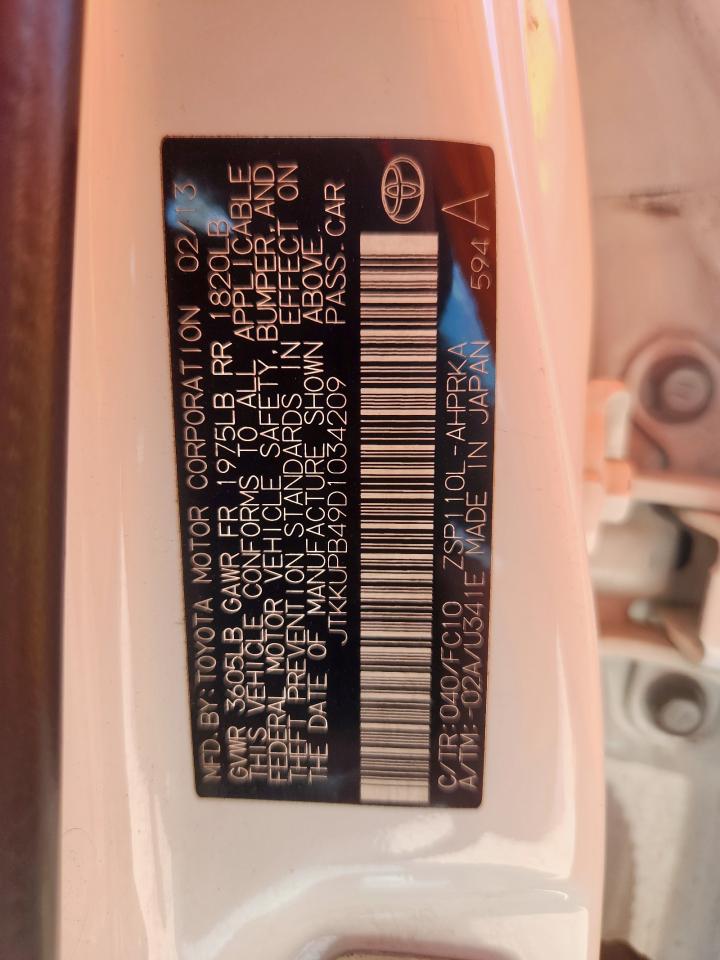 MFD BY:TOYOTA MOTOR CORPORATION 02/13
GVWR 3605LB GAWR FR 1975LB RR 1820LB
THIS VEHICLE CONFORMS TO ALL APPLICABLE
FEDERAL MOTOR VEHICLE SAFETY,BUMPER,AND
THEFT PREVENTION STANDARDS IN EFFECT ON
THE DATE OF MANUFACTURE SHOWN ABOVE.
JTKKUPB49D1034209 PASS.CAR
C/TR:040/FC10 ZSP110L-AHPRKA
A/TM:-02A/U341E MADE IN JAPAN 594 A